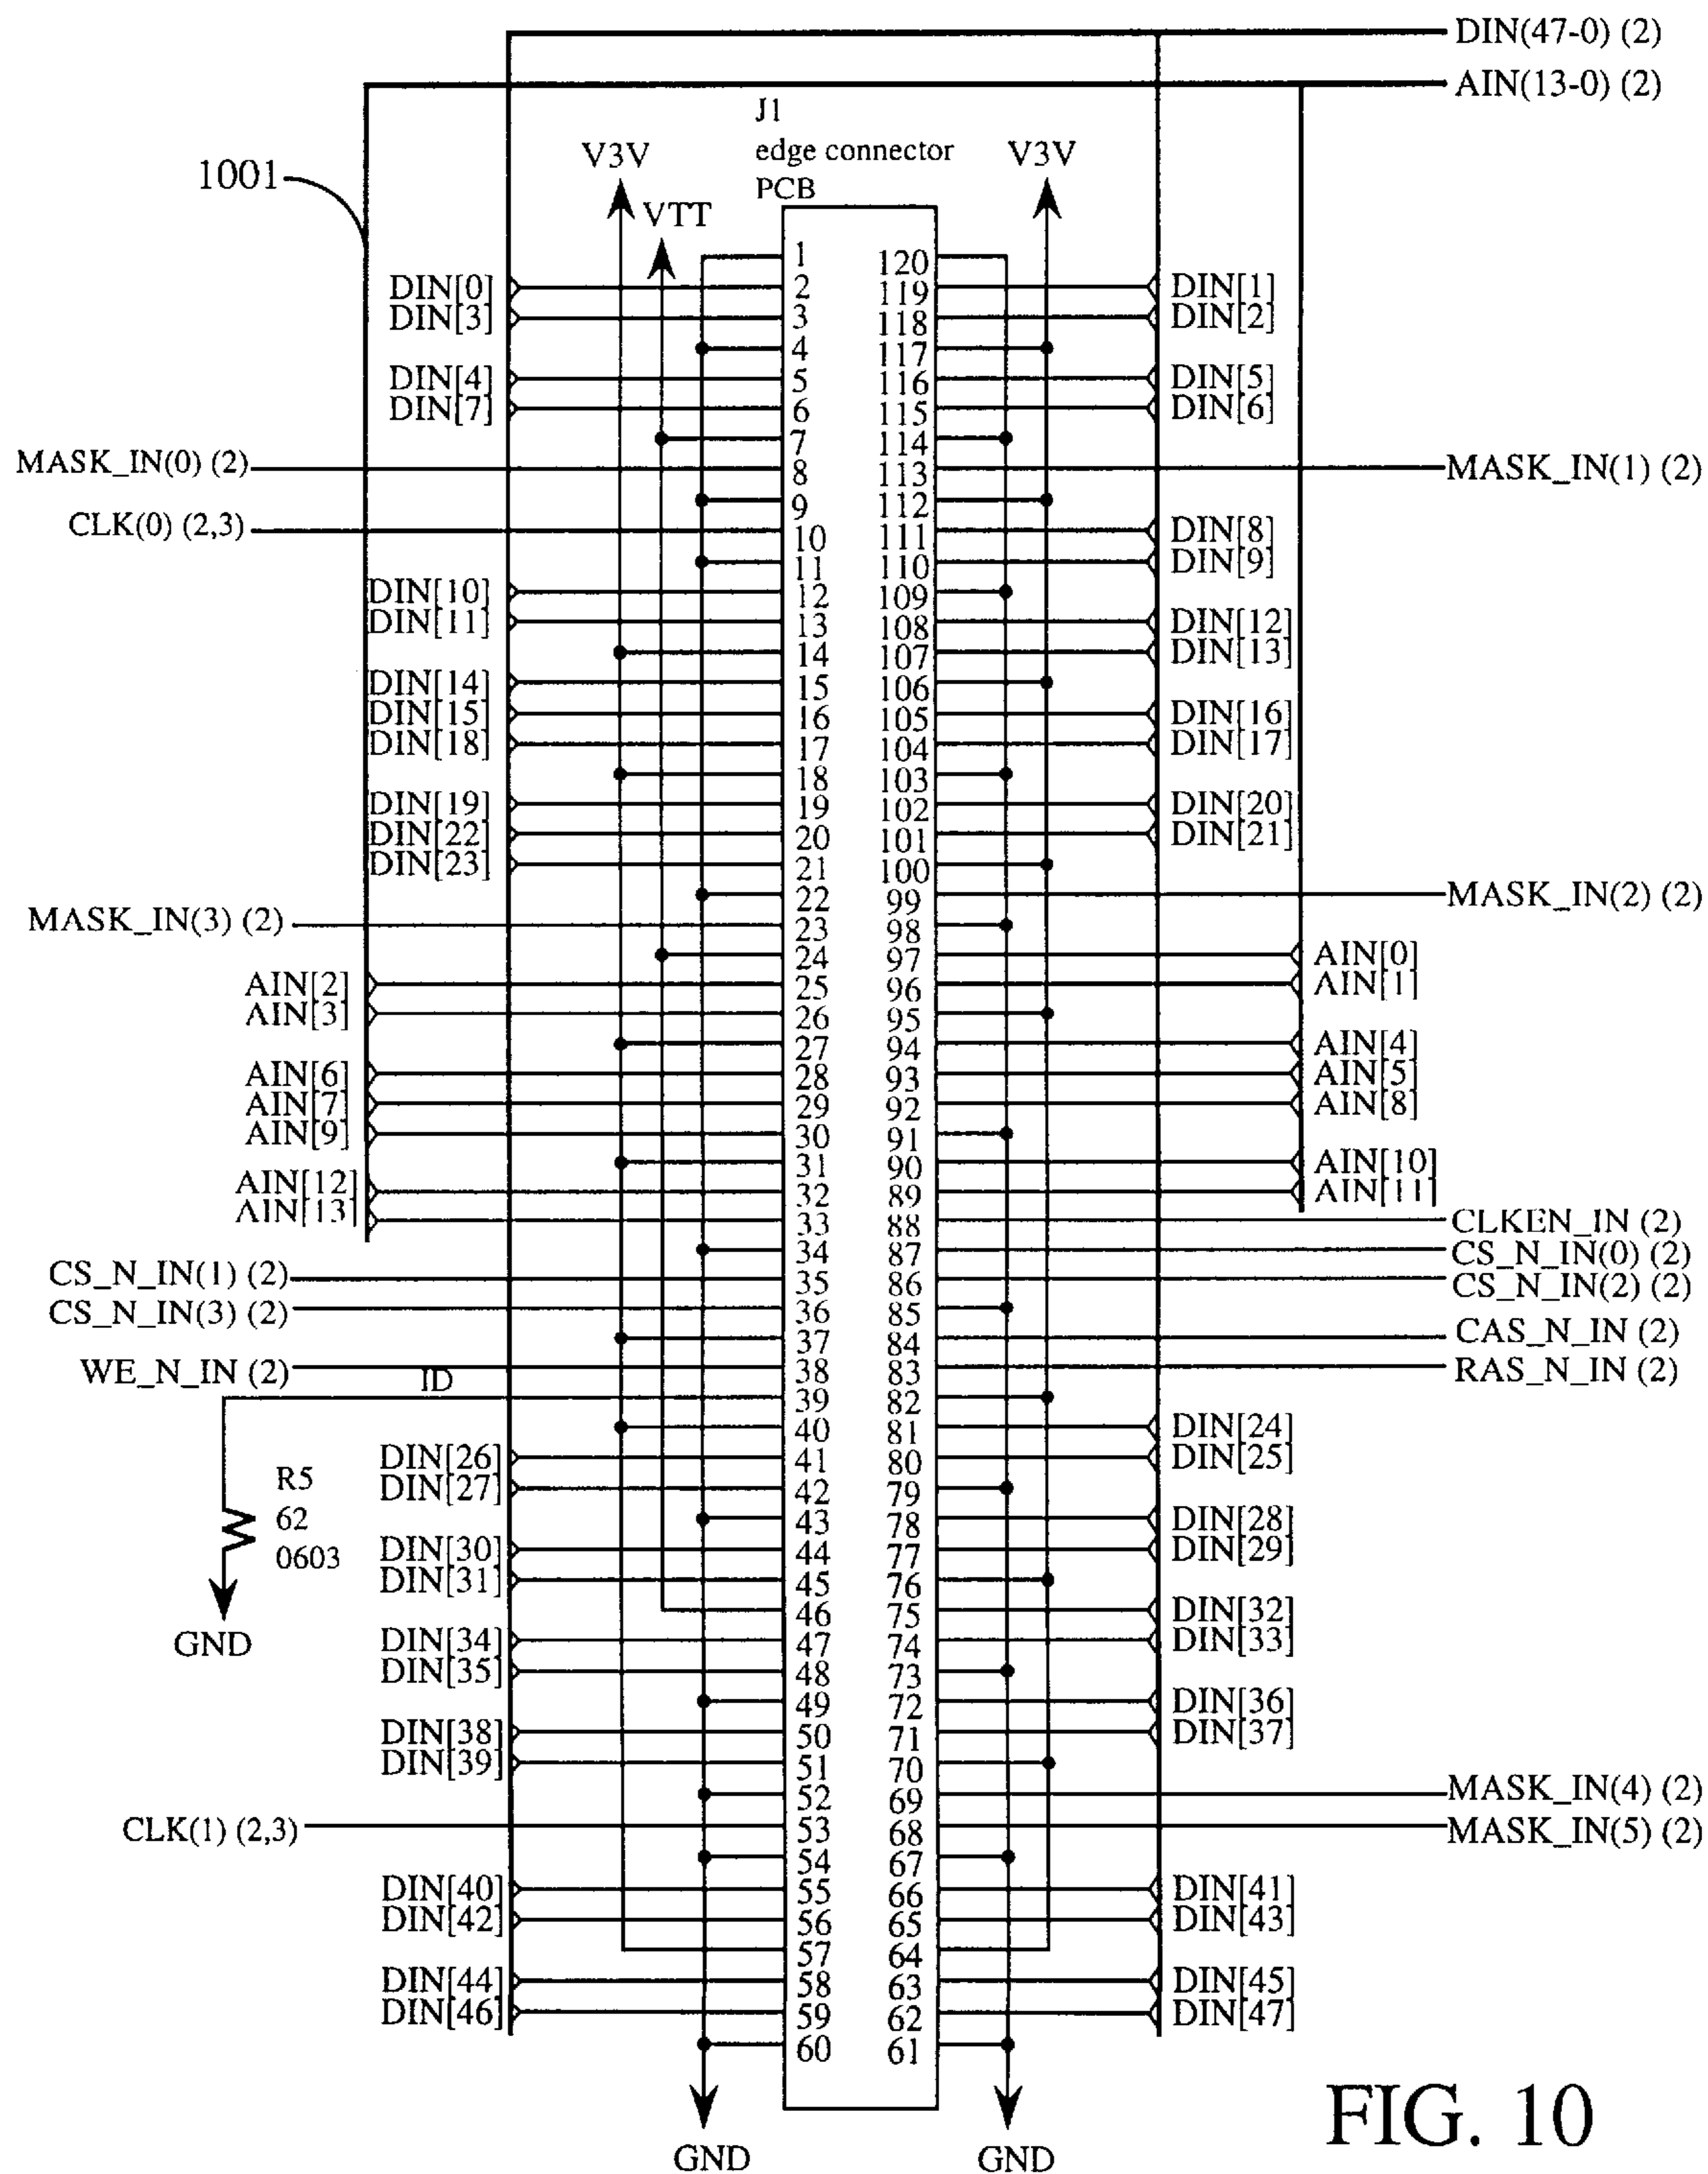 DIN(47-0) (2)
AIN(13-0) (2)
J1
edge connector
PCB
V3V
V3V
VTT
1001
1 120
DIN[0] 2 119 DIN[1]
DIN[3] 3 118 DIN[2]
4 117
DIN[4] 5 116 DIN[5]
DIN[7] 6 115 DIN[6]
7 114
MASK_IN(0) (2) 8 113 MASK_IN(1) (2)
9 112
CLK(0) (2,3) 10 111 DIN[8]
11 110 DIN[9]
DIN[10] 12 109
DIN[11] 13 108 DIN[12]
14 107 DIN[13]
DIN[14] 15 106
DIN[15] 16 105 DIN[16]
DIN[18] 17 104 DIN[17]
18 103
DIN[19] 19 102 DIN[20]
DIN[22] 20 101 DIN[21]
DIN[23] 21 100
22 99 MASK_IN(2) (2)
MASK_IN(3) (2) 23 98
24 97 AIN[0]
AIN[2] 25 96 AIN[1]
AIN[3] 26 95
27 94 AIN[4]
AIN[6] 28 93 AIN[5]
AIN[7] 29 92 AIN[8]
AIN[9] 30 91
31 90 AIN[10]
AIN[12] 32 89 AIN[11]
AIN[13] 33 88 CLKEN_IN (2)
34 87 CS_N_IN(0) (2)
CS_N_IN(1) (2) 35 86 CS_N_IN(2) (2)
CS_N_IN(3) (2) 36 85
37 84 CAS_N_IN (2)
WE_N_IN (2) 38 83 RAS_N_IN (2)
ID 39 82
40 81 DIN[24]
DIN[26] 41 80 DIN[25]
DIN[27] 42 79
43 78 DIN[28]
DIN[30] 44 77 DIN[29]
DIN[31] 45 76
46 75 DIN[32]
DIN[34] 47 74 DIN[33]
DIN[35] 48 73
49 72 DIN[36]
DIN[38] 50 71 DIN[37]
DIN[39] 51 70
52 69 MASK_IN(4) (2)
CLK(1) (2,3) 53 68 MASK_IN(5) (2)
54 67
DIN[40] 55 66 DIN[41]
DIN[42] 56 65 DIN[43]
57 64
DIN[44] 58 63 DIN[45]
DIN[46] 59 62 DIN[47]
60 61
R5
62
0603
GND
GND
GND
FIG. 10